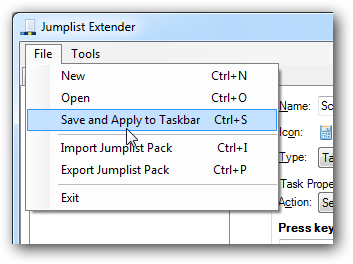 Jumplist Extender
File Tools
New Ctrl+N
Open Ctrl+O
Save and Apply to Taskbar Ctrl+S
Import Jumplist Pack Ctrl+I
Export Jumplist Pack Ctrl+P
Exit
Name: Sc
Icon:
Type: Ta
Task Prope
Action: Se
Press key